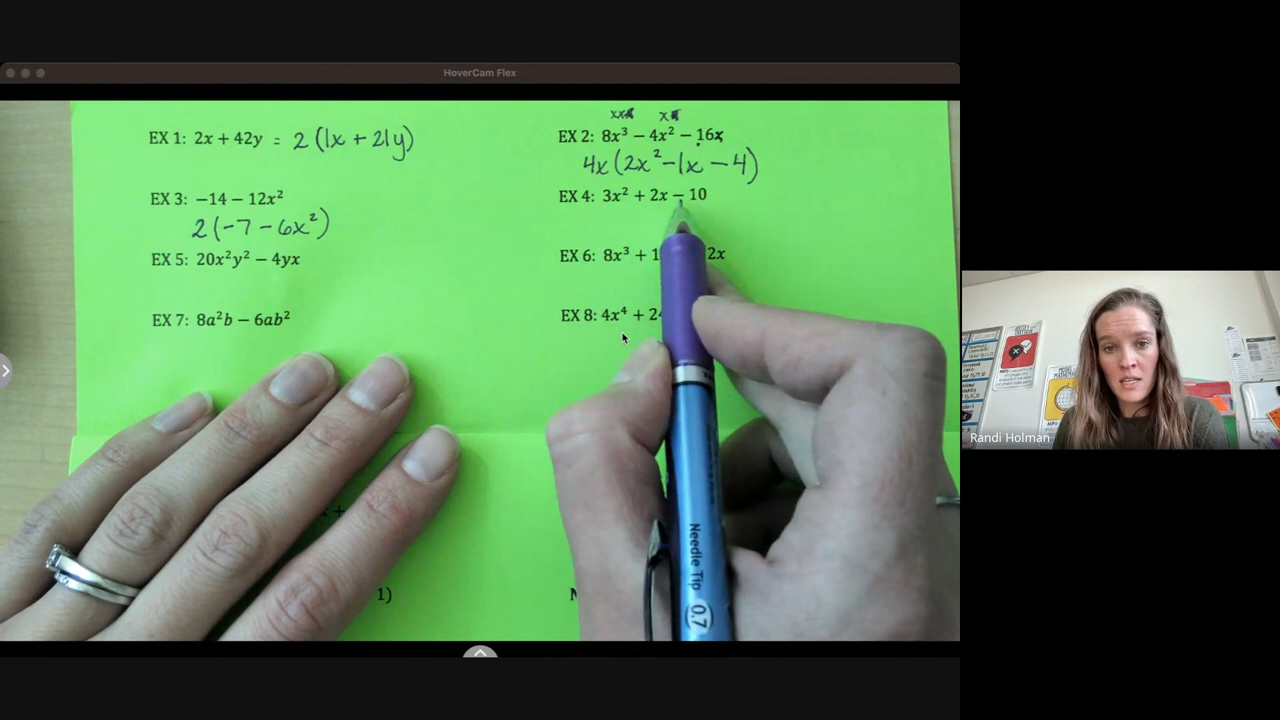 HoverCam Flex
EX 1: 2x + 42y = 2 (1x + 21y)
EX 2: 8x³ − 4x² − 16x
4x(2x² − 1x − 4)
EX 3: −14 − 12x²
2(−7 − 6x²)
EX 4: 3x² + 2x − 10
EX 5: 20x²y² − 4yx
EX 6: 8x³ + 1 2x
EX 7: 8a²b − 6ab²
EX 8: 4x⁴ + 2
1)
Needle Tip 0.7
Randi Holman